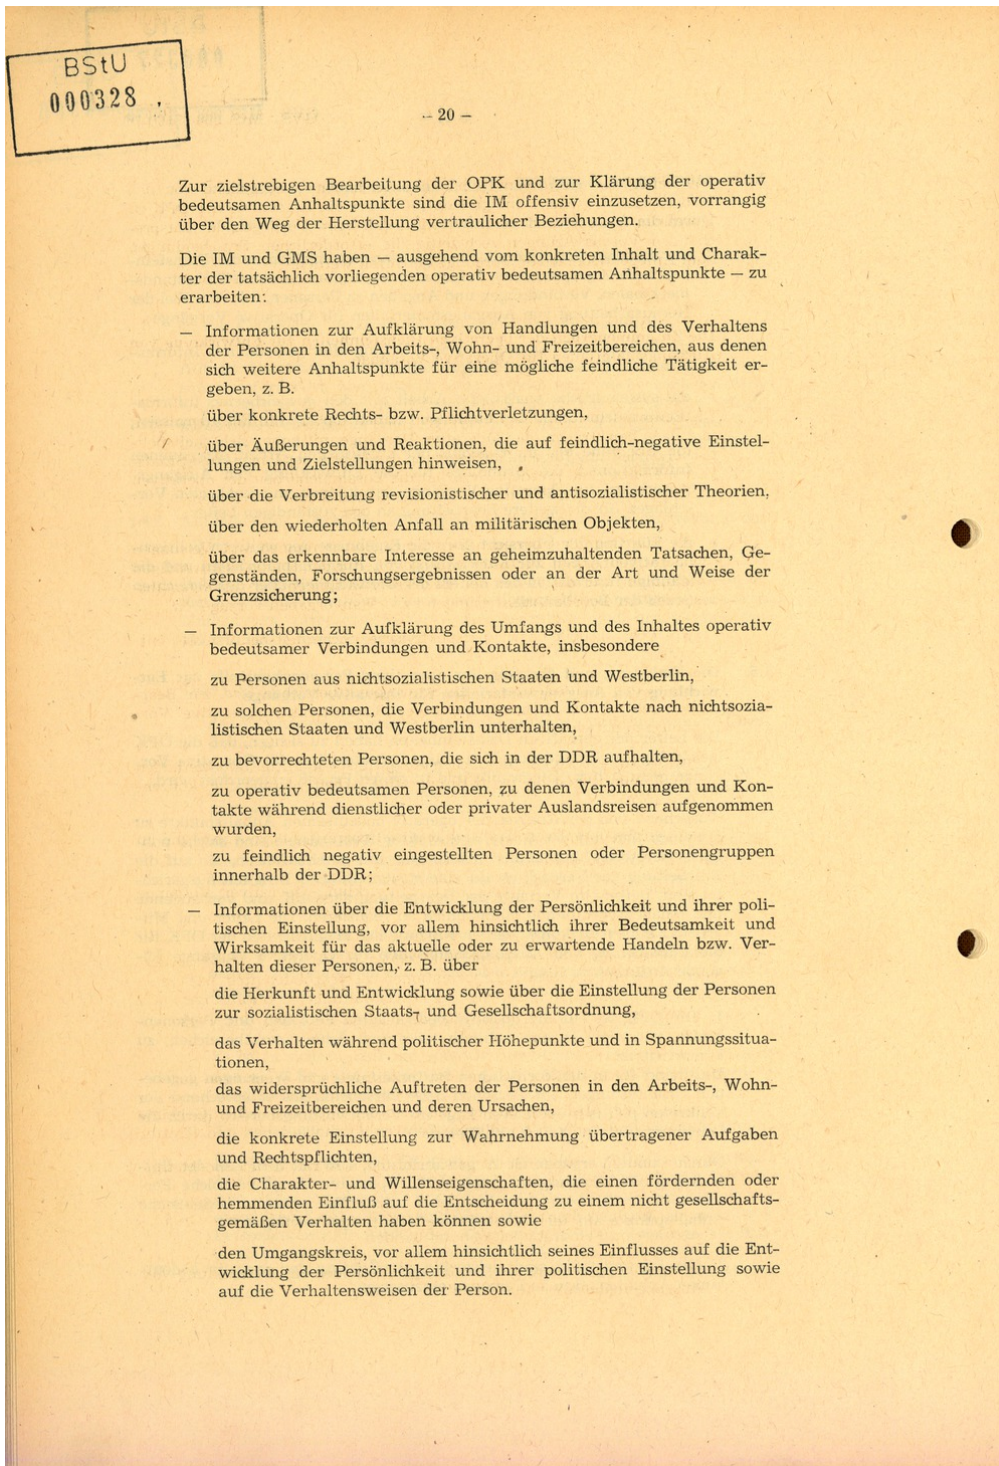 BStU
000328
– 20 –
Zur zielstrebigen Bearbeitung der OPK und zur Klärung der operativ
bedeutsamen Anhaltspunkte sind die IM offensiv einzusetzen, vorrangig
über den Weg der Herstellung vertraulicher Beziehungen.
Die IM und GMS haben — ausgehend vom konkreten Inhalt und Charak-
ter der tatsächlich vorliegenden operativ bedeutsamen Anhaltspunkte — zu
erarbeiten:
— Informationen zur Aufklärung von Handlungen und des Verhaltens
der Personen in den Arbeits-, Wohn- und Freizeitbereichen, aus denen
sich weitere Anhaltspunkte für eine mögliche feindliche Tätigkeit er-
geben, z. B.
über konkrete Rechts- bzw. Pflichtverletzungen,
über Äußerungen und Reaktionen, die auf feindlich-negative Einstel-
lungen und Zielstellungen hinweisen,
über die Verbreitung revisionistischer und antisozialistischer Theorien,
über den wiederholten Anfall an militärischen Objekten,
über das erkennbare Interesse an geheimzuhaltenden Tatsachen, Ge-
genständen, Forschungsergebnissen oder an der Art und Weise der
Grenzsicherung;
— Informationen zur Aufklärung des Umfangs und des Inhaltes operativ
bedeutsamer Verbindungen und Kontakte, insbesondere
zu Personen aus nichtsozialistischen Staaten und Westberlin,
zu solchen Personen, die Verbindungen und Kontakte nach nichtsozia-
listischen Staaten und Westberlin unterhalten,
zu bevorrechteten Personen, die sich in der DDR aufhalten,
zu operativ bedeutsamen Personen, zu denen Verbindungen und Kon-
takte während dienstlicher oder privater Auslandsreisen aufgenommen
wurden,
zu feindlich negativ eingestellten Personen oder Personengruppen
innerhalb der DDR;
— Informationen über die Entwicklung der Persönlichkeit und ihrer poli-
tischen Einstellung, vor allem hinsichtlich ihrer Bedeutsamkeit und
Wirksamkeit für das aktuelle oder zu erwartende Handeln bzw. Ver-
halten dieser Personen, z. B. über
die Herkunft und Entwicklung sowie über die Einstellung der Personen
zur sozialistischen Staats- und Gesellschaftsordnung,
das Verhalten während politischer Höhepunkte und in Spannungssitua-
tionen,
das widersprüchliche Auftreten der Personen in den Arbeits-, Wohn-
und Freizeitbereichen und deren Ursachen,
die konkrete Einstellung zur Wahrnehmung übertragener Aufgaben
und Rechtspflichten,
die Charakter- und Willenseigenschaften, die einen fördernden oder
hemmenden Einfluß auf die Entscheidung zu einem nicht gesellschafts-
gemäßen Verhalten haben können sowie
den Umgangskreis, vor allem hinsichtlich seines Einflusses auf die Ent-
wicklung der Persönlichkeit und ihrer politischen Einstellung sowie
auf die Verhaltensweisen der Person.